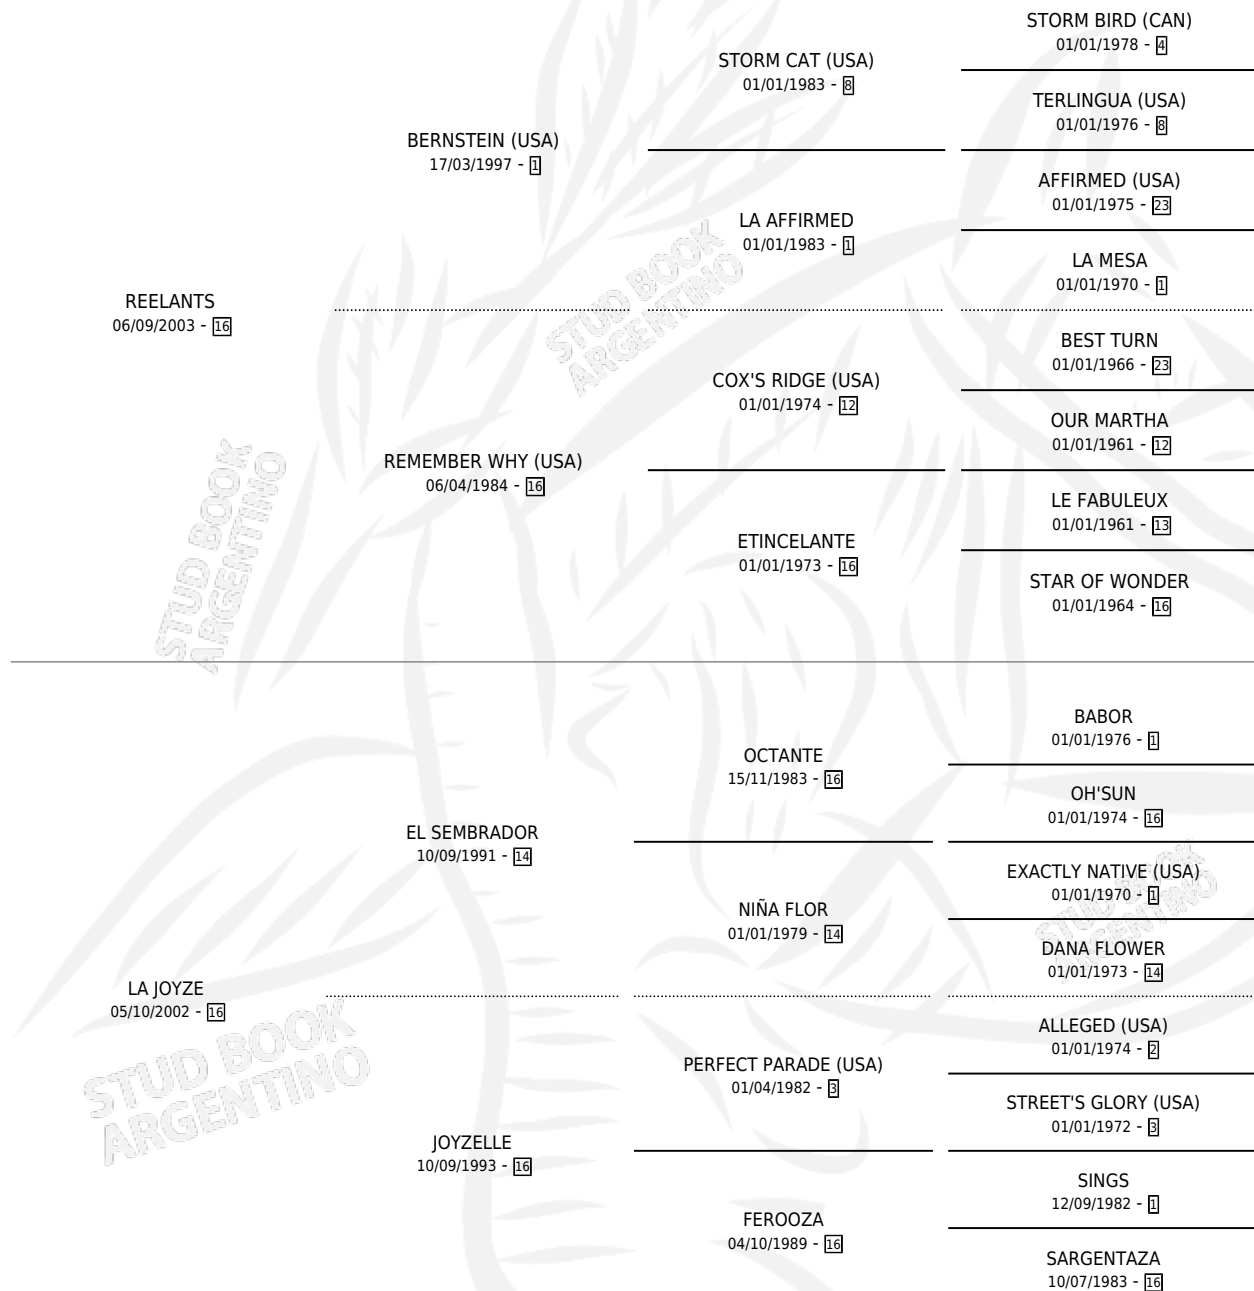 STORM BIRD (CAN)
01/01/1978 - 4
STORM CAT (USA)
01/01/1983 - 8
TERLINGUA (USA)
01/01/1976 - 8
BERNSTEIN (USA)
17/03/1997 - 1
AFFIRMED (USA)
01/01/1975 - 23
LA AFFIRMED
01/01/1983 - 1
LA MESA
01/01/1970 - 1
REELANTS
06/09/2003 - 16
BEST TURN
01/01/1966 - 23
COX'S RIDGE (USA)
01/01/1974 - 12
OUR MARTHA
01/01/1961 - 12
REMEMBER WHY (USA)
06/04/1984 - 16
LE FABULEUX
01/01/1961 - 13
ETINCELANTE
01/01/1973 - 16
STAR OF WONDER
01/01/1964 - 16
BABOR
01/01/1976 - 1
OCTANTE
15/11/1983 - 16
OH'SUN
01/01/1974 - 16
EL SEMBRADOR
10/09/1991 - 14
EXACTLY NATIVE (USA)
01/01/1970 - 1
NIÑA FLOR
01/01/1979 - 14
DANA FLOWER
01/01/1973 - 14
LA JOYZE
05/10/2002 - 16
ALLEGED (USA)
01/01/1974 - 2
PERFECT PARADE (USA)
01/04/1982 - 3
STREET'S GLORY (USA)
01/01/1972 - 3
JOYZELLE
10/09/1993 - 16
SINGS
12/09/1982 - 1
FEROOZA
04/10/1989 - 16
SARGENTAZA
10/07/1983 - 16
STUD BOOK
ARGENTINO
STUD BOOK
ARGENTINO
STUD BOOK
ARGENTINO
STUD BOOK
ARGENTINO